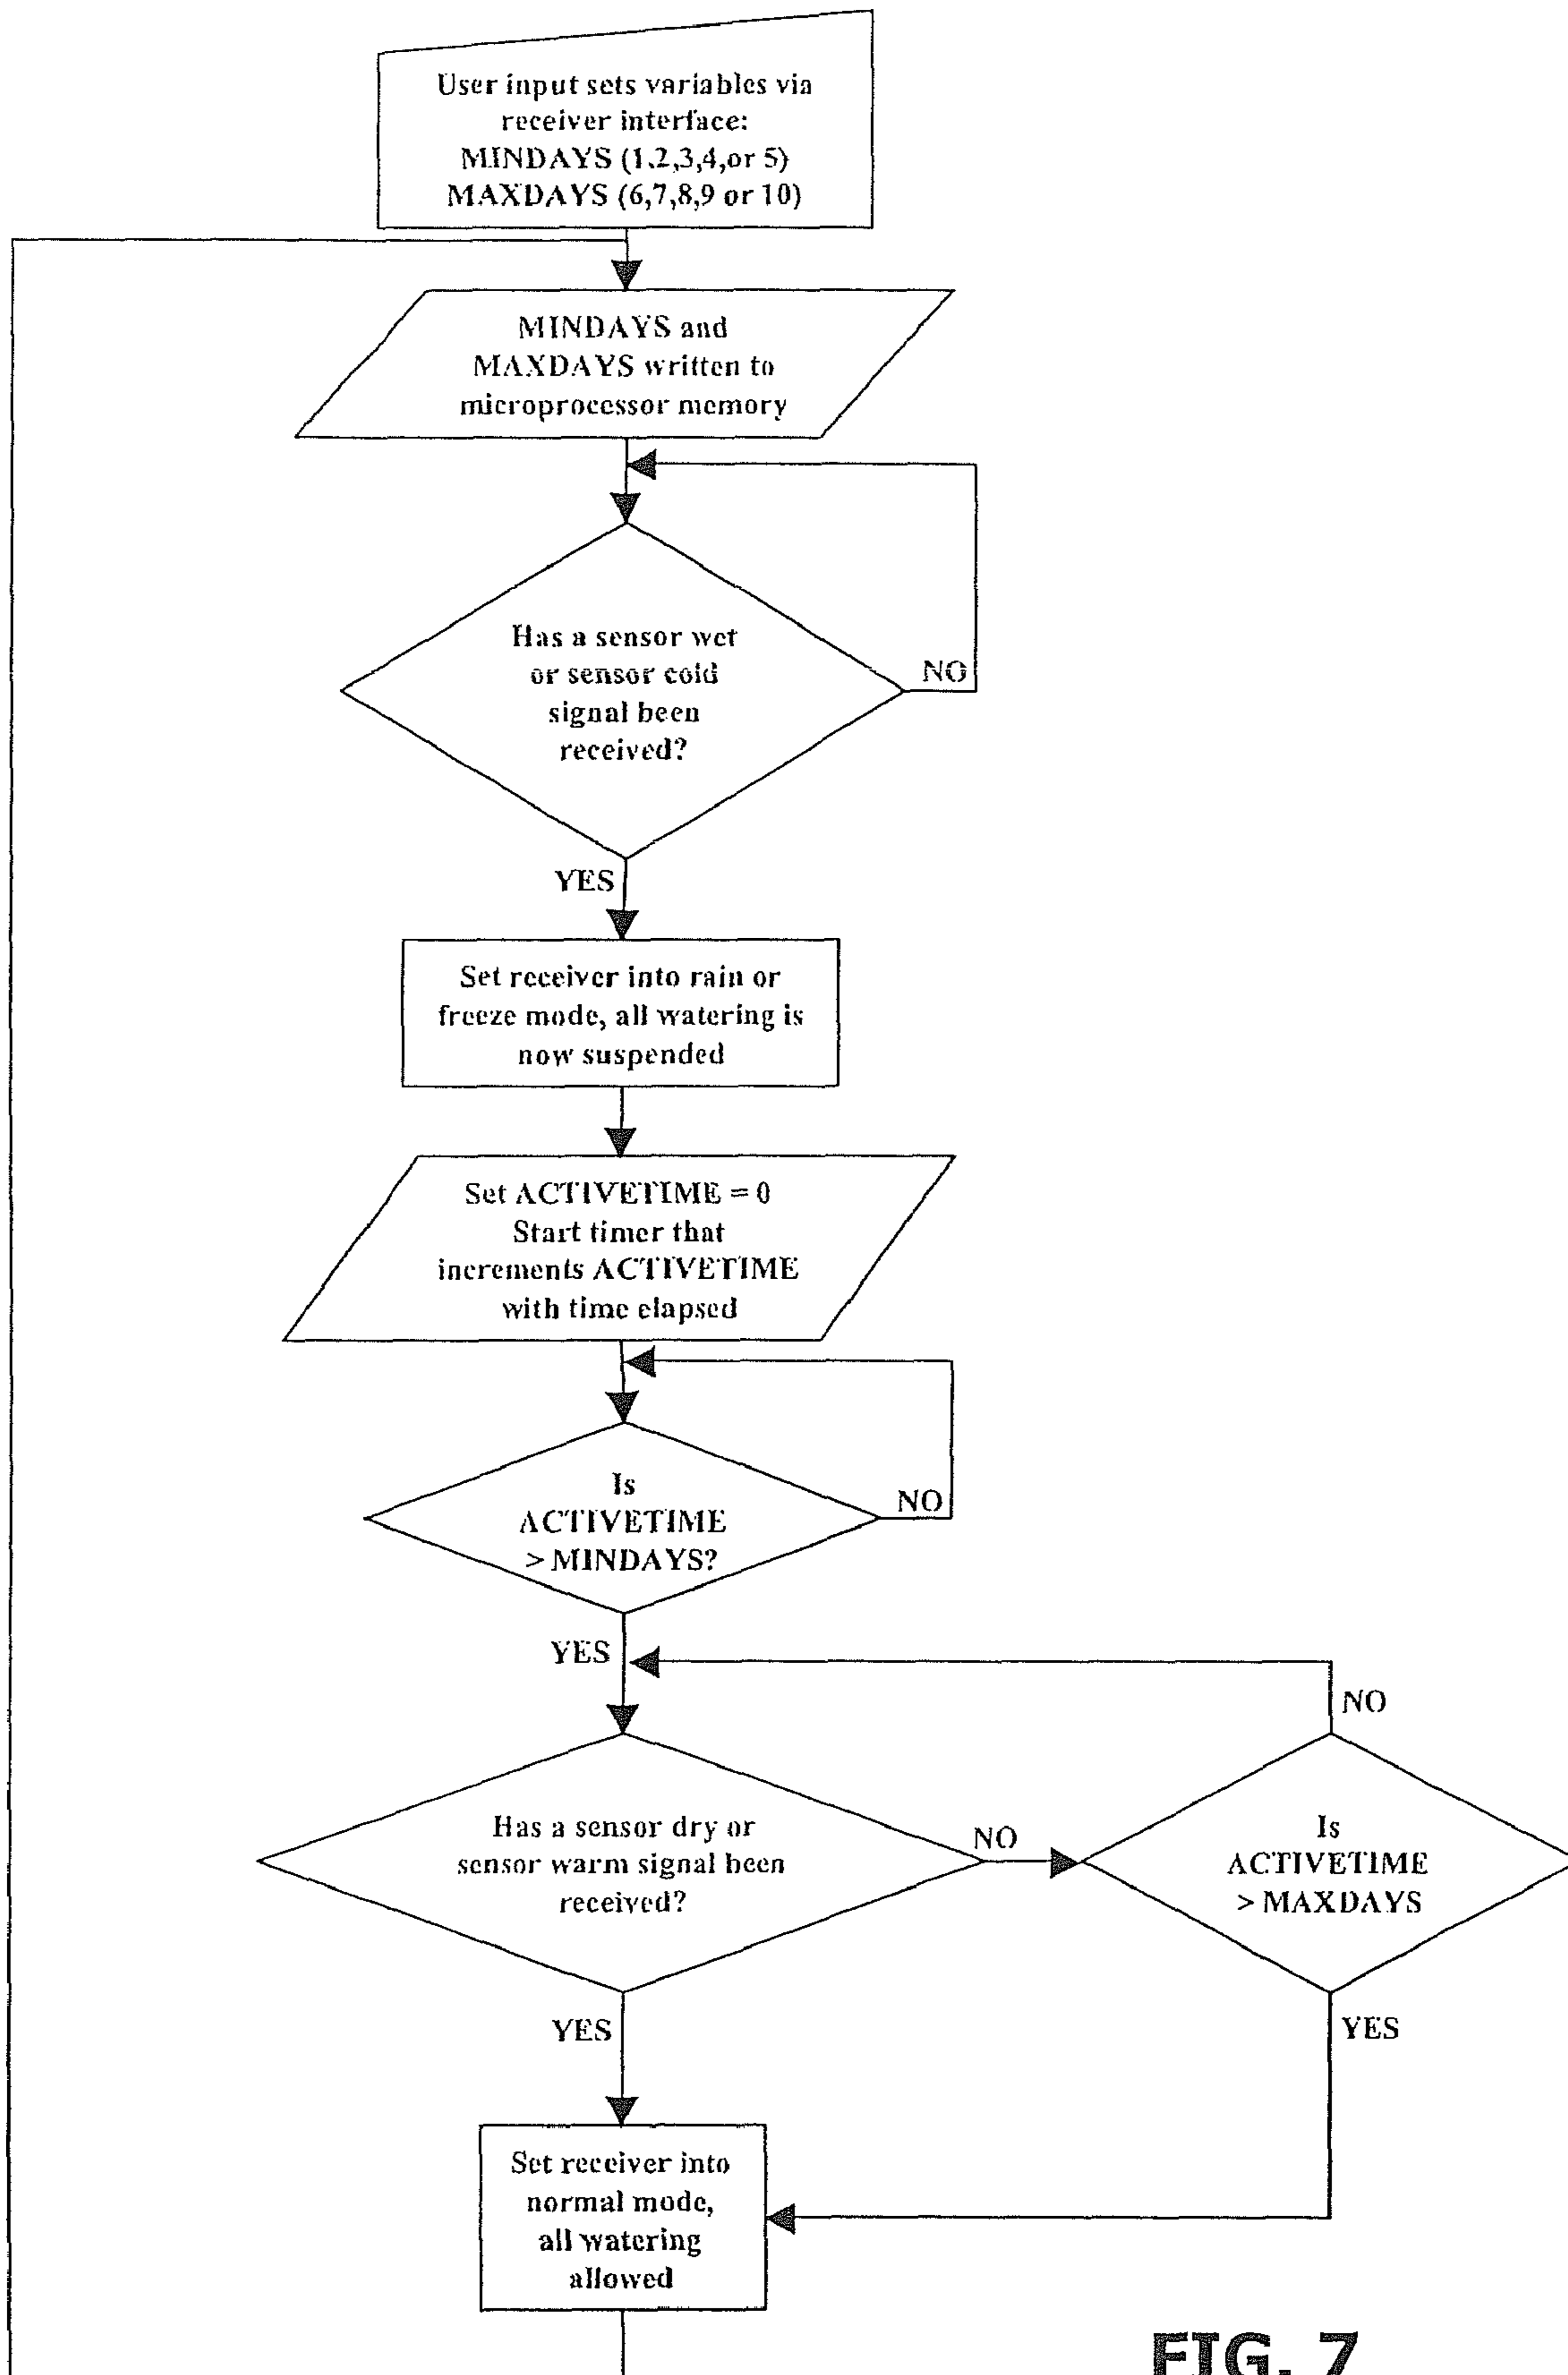 User input sets variables via
receiver interface:
MINDAYS (1.2,3,4,or 5)
MAXDAYS (6,7,8,9 or 10)
MINDAYS and
MAXDAYS written to
microprocessor memory
Has a sensor wet
or sensor cold
signal been
received?
NO
YES
Set receiver into rain or
freeze mode, all watering is
now suspended
Set ACTIVETIME = 0
Start timer that
increments ACTIVETIME
with time elapsed
Is
ACTIVETIME
> MINDAYS?
NO
YES
Has a sensor dry or
sensor warm signal been
received?
NO
Is
ACTIVETIME
> MAXDAYS
NO
YES
YES
Set receiver into
normal mode,
all watering
allowed
FIG. 7